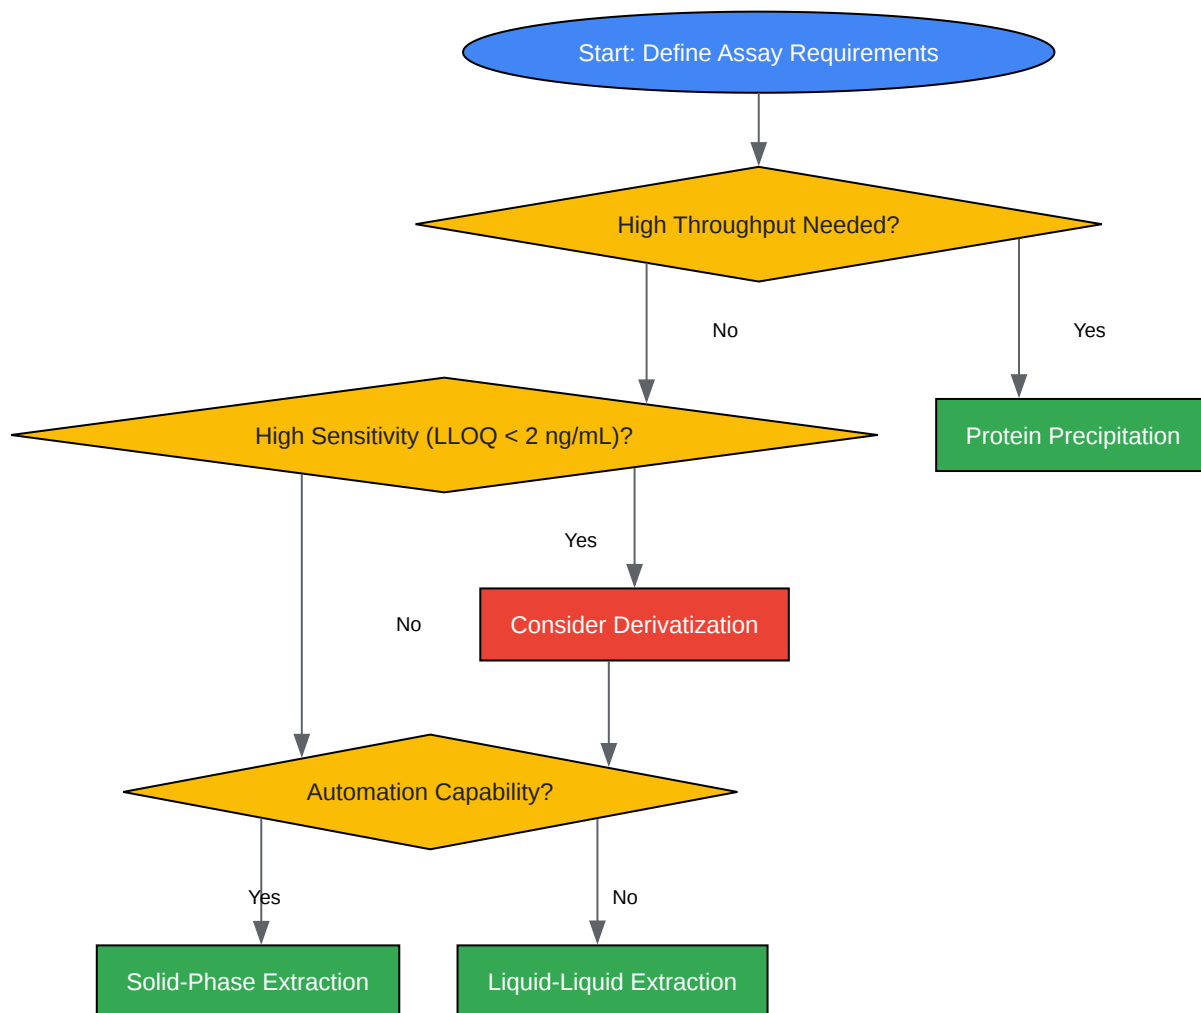 Start: Define Assay Requirements
High Throughput Needed?
No
Yes
High Sensitivity (LLOQ < 2 ng/mL)?
Protein Precipitation
Yes
No
Consider Derivatization
Automation Capability?
Yes
No
Solid-Phase Extraction
Liquid-Liquid Extraction